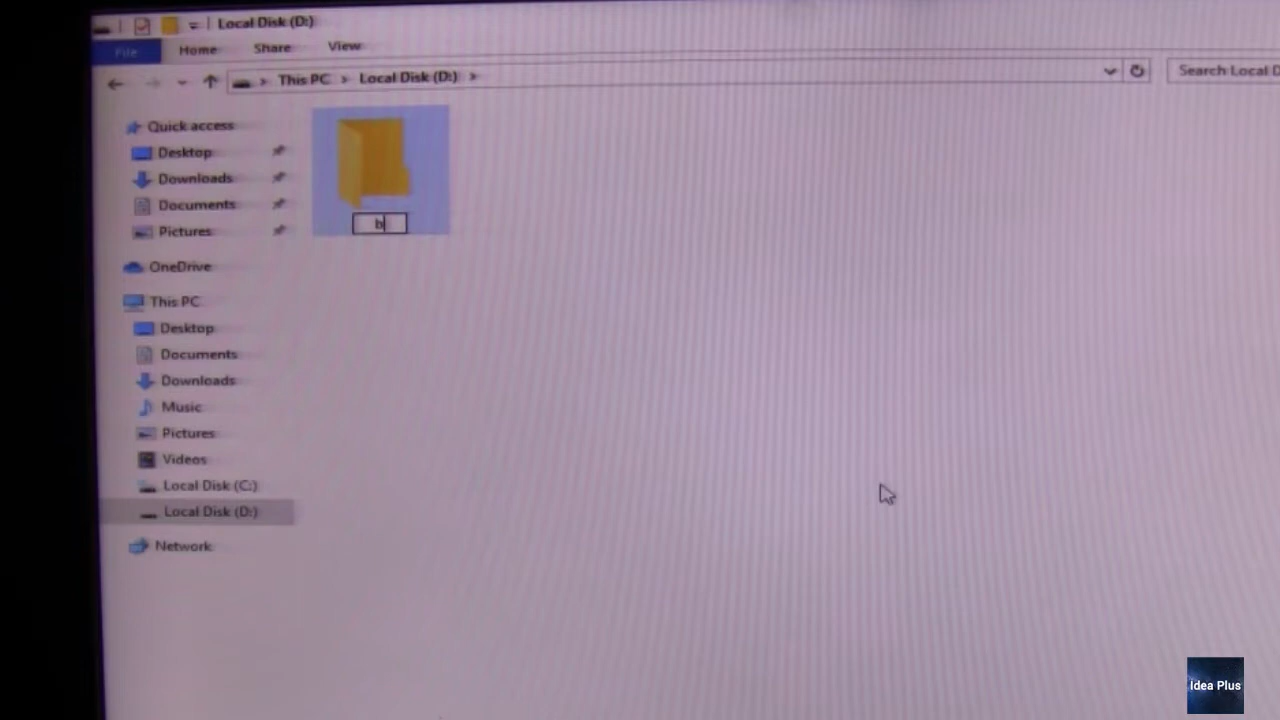 Local Disk (D:)
File Home Share View
This PC Local Disk (D:)
Search Local D
Quick access
Desktop
Downloads
Documents
Pictures
OneDrive
This PC
Desktop
Documents
Downloads
Music
Pictures
Videos
Local Disk (C:)
Local Disk (D:)
Network
b
Idea Plus